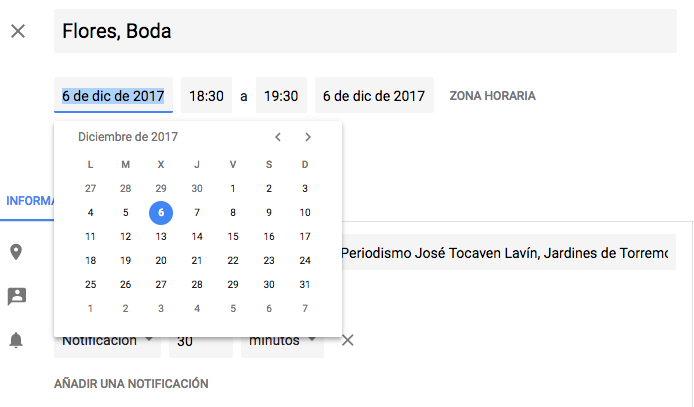 Flores, Boda
6 de dic de 2017 18:30 a 19:30 6 de dic de 2017 ZONA HORARIA
Diciembre de 2017
L M X J V S D
27 28 29 30 1 2 3
4 5 6 7 8 9 10
11 12 13 14 15 16 17
18 19 20 21 22 23 24
25 26 27 28 29 30 31
1 2 3 4 5 6 7
INFORMA
Periodismo José Tocaven Lavín, Jardines de Torremo
Notificación 30 minutos
AÑADIR UNA NOTIFICACIÓN